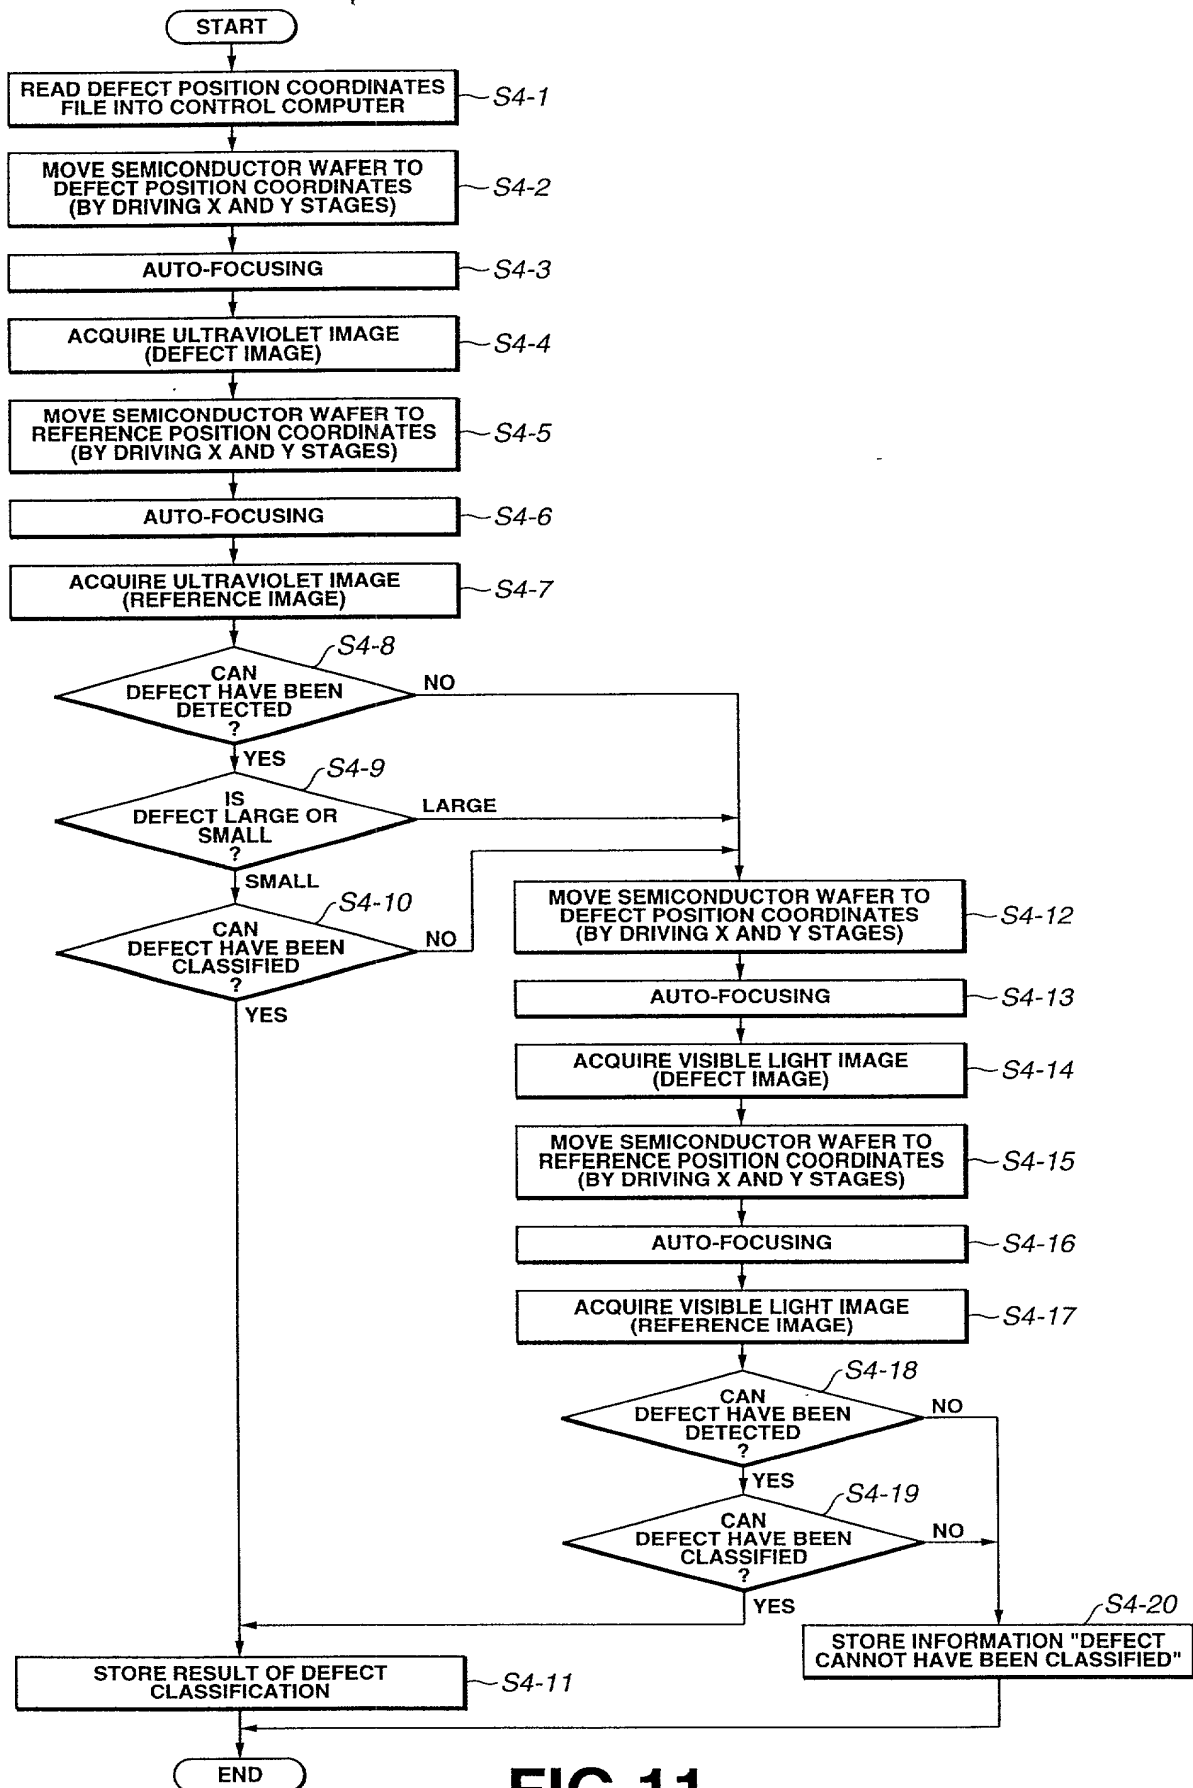 START
READ DEFECT POSITION COORDINATES
FILE INTO CONTROL COMPUTER
S4-1
MOVE SEMICONDUCTOR WAFER TO
DEFECT POSITION COORDINATES
(BY DRIVING X AND Y STAGES)
S4-2
AUTO-FOCUSING
S4-3
ACQUIRE ULTRAVIOLET IMAGE
(DEFECT IMAGE)
S4-4
MOVE SEMICONDUCTOR WAFER TO
REFERENCE POSITION COORDINATES
(BY DRIVING X AND Y STAGES)
S4-5
AUTO-FOCUSING
S4-6
ACQUIRE ULTRAVIOLET IMAGE
(REFERENCE IMAGE)
S4-7
S4-8
CAN
DEFECT HAVE BEEN
DETECTED
?
NO
YES
S4-9
IS
DEFECT LARGE OR
SMALL
?
LARGE
SMALL
S4-10
CAN
DEFECT HAVE BEEN
CLASSIFIED
?
NO
YES
MOVE SEMICONDUCTOR WAFER TO
DEFECT POSITION COORDINATES
(BY DRIVING X AND Y STAGES)
S4-12
AUTO-FOCUSING
S4-13
ACQUIRE VISIBLE LIGHT IMAGE
(DEFECT IMAGE)
S4-14
MOVE SEMICONDUCTOR WAFER TO
REFERENCE POSITION COORDINATES
(BY DRIVING X AND Y STAGES)
S4-15
AUTO-FOCUSING
S4-16
ACQUIRE VISIBLE LIGHT IMAGE
(REFERENCE IMAGE)
S4-17
S4-18
CAN
DEFECT HAVE BEEN
DETECTED
?
NO
YES
S4-19
CAN
DEFECT HAVE BEEN
CLASSIFIED
?
NO
YES
S4-20
STORE INFORMATION "DEFECT
CANNOT HAVE BEEN CLASSIFIED"
STORE RESULT OF DEFECT
CLASSIFICATION
S4-11
END
FIG.11